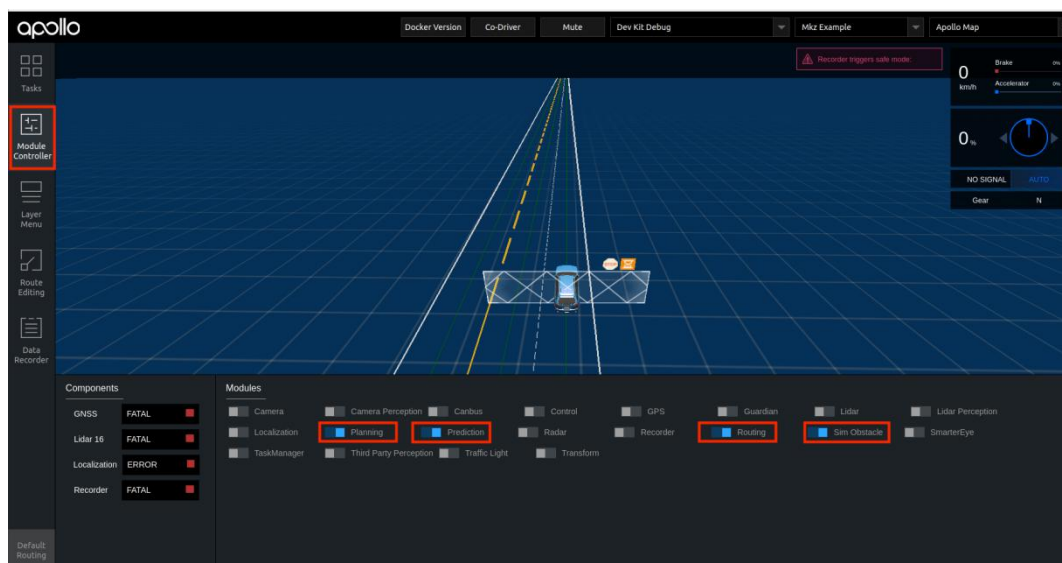 apollo
Docker Version Co-Driver Mute Dev Kit Debug Mkz Example Apollo Map
Tasks
Module
Controller
Layer
Menu
Route
Editing
Data
Recorder
Default
Routing
Recorder triggers safe mode:
0
km/h
Brake 0%
Accelerator 0%
0 %
NO SIGNAL AUTO
Gear N
STOP
Components
GNSS FATAL
Lidar 16 FATAL
Localization ERROR
Recorder FATAL
Modules
Camera Camera Perception Canbus Control GPS Guardian Lidar Lidar Perception
Localization Planning Prediction Radar Recorder Routing Sim Obstacle SmarterEye
TaskManager Third Party Perception Traffic Light Transform